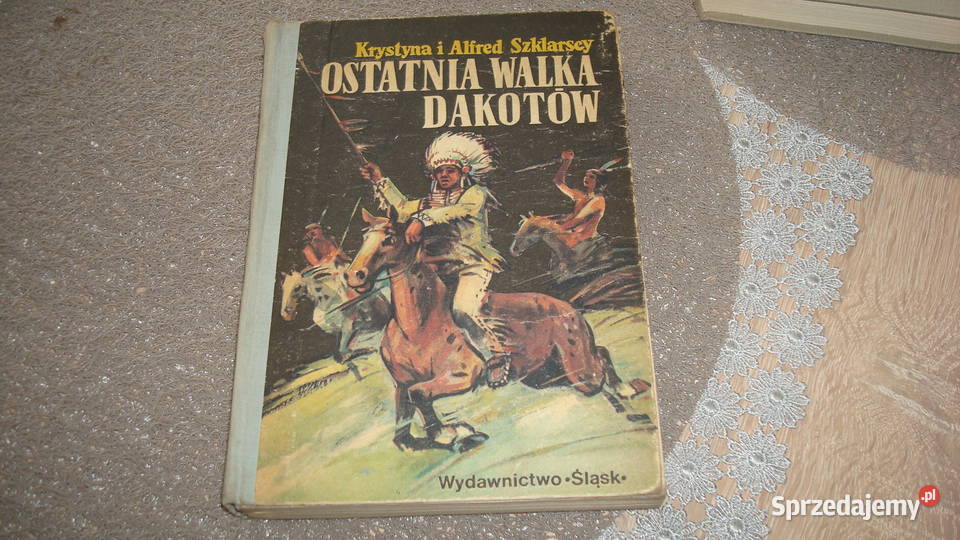 Krystyna i Alfred Szklarscy
OSTATNIA WALKA
DAKOTÓW
Wydawnictwo •Śląsk•
Sprzedajemy.pl